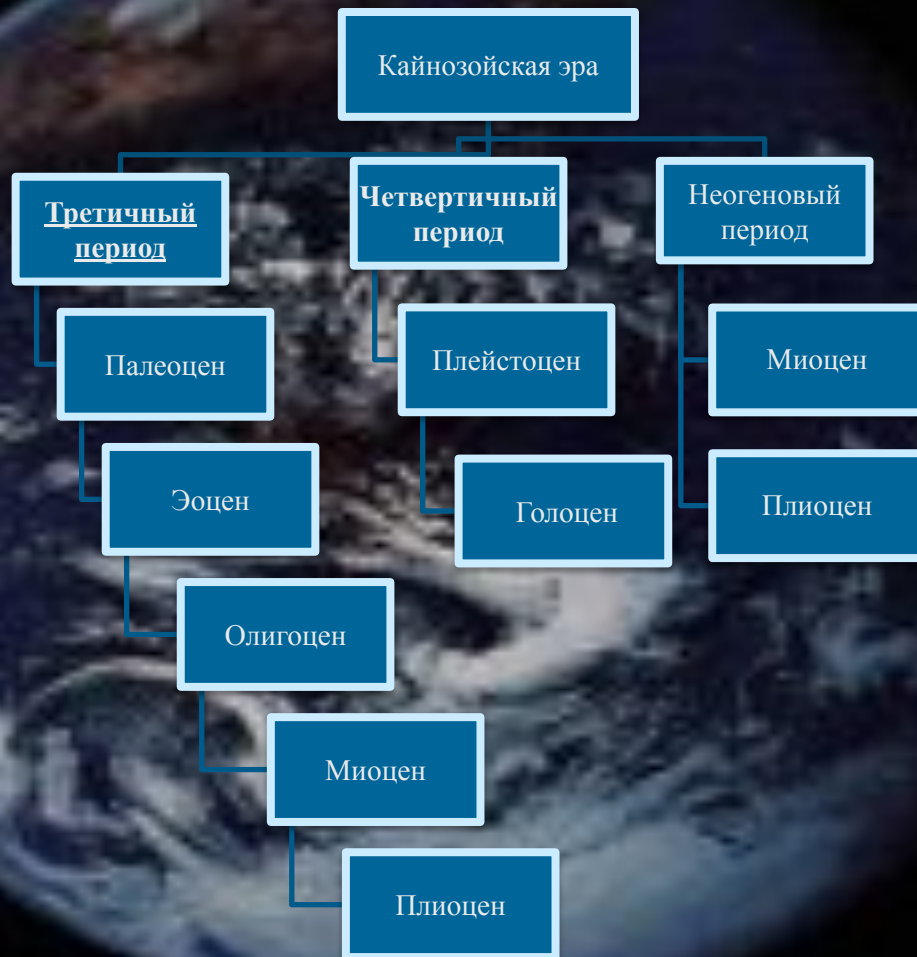 Кайнозойская эра
Третичный
период
Палеоцен
Эоцен
Олигоцен
Миоцен
Плиоцен
Четвертичный
период
Плейстоцен
Голоцен
Неогеновый
период
Миоцен
Плиоцен